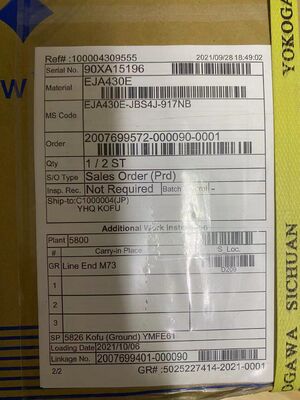 Ref#: 100004309555 2021/09/28 18:49:02
Serial No. 90XA15196
Material EJA430E
MS Code EJA430E-JBS4J-917NB
Order 2007699572-000090-0001
Qty 1 / 2 ST
S/O Type Sales Order (Prd)
Insp. Rec. Not Required Batch –
Ship-to: C1000004(JP)
YHQ KOFU
Additional Work
Plant 5800
# Carry-in Place S_Loc.
GR Line End M73 D209
1
2
3
SP 5826 Kofu (Ground) YMFE61
Loading Date 2021/10/06
Linkage No. 2007699401-000090
2/2 GR#: 5025227414-2021-0001
W
YOKOGA
OGAWA SICHUAN